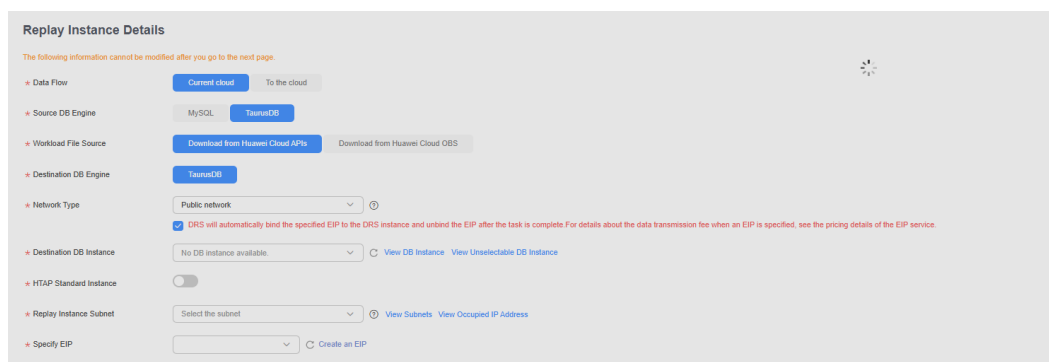 Replay Instance Details
The following information cannot be modified after you go to the next page.
* Data Flow Current cloud To the cloud
* Source DB Engine MySQL TaurusDB
* Workload File Source Download from Huawei Cloud APIs Download from Huawei Cloud OBS
* Destination DB Engine TaurusDB
* Network Type Public network
DRS will automatically bind the specified EIP to the DRS instance and unbind the EIP after the task is complete.For details about the data transmission fee when an EIP is specified, see the pricing details of the EIP service.
* Destination DB Instance No DB instance available. View DB Instance View Unselectable DB Instance
* HTAP Standard Instance
* Replay Instance Subnet Select the subnet View Subnets View Occupied IP Address
* Specify EIP Create an EIP